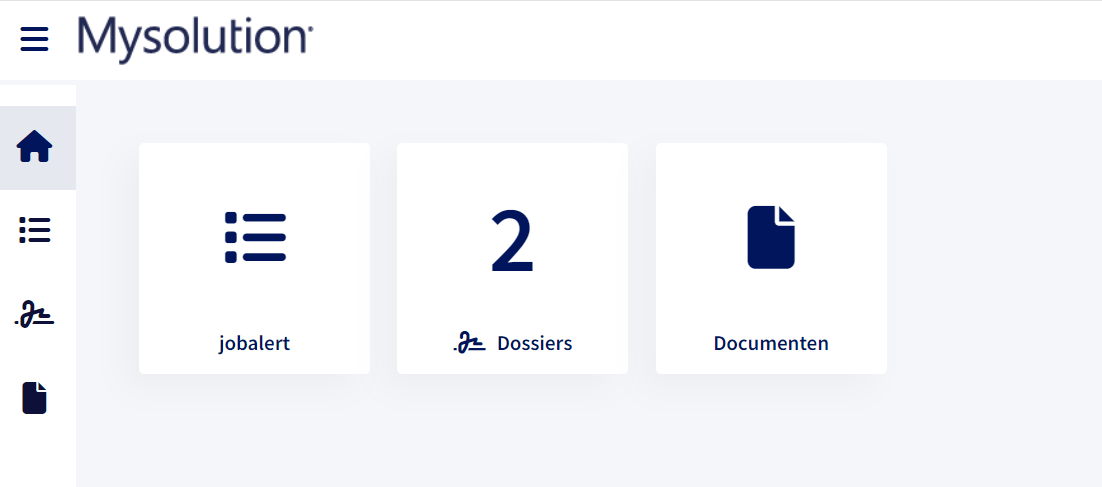 Mysolution
2
jobalert
Dossiers
Documenten